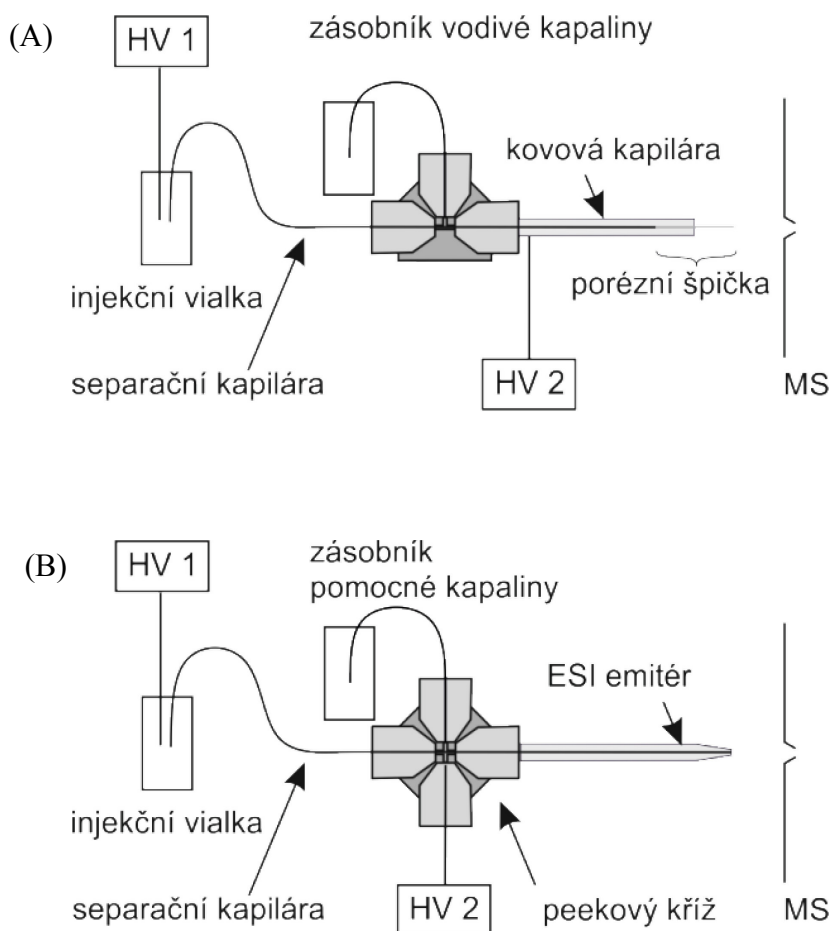 (A)
HV 1
zásobník vodivé kapaliny
kovová kapilára
porézní špička
injekční vialka
separační kapilára
HV 2
MS
(B)
HV 1
zásobník
pomocné kapaliny
ESI emitér
injekční vialka
separační kapilára
HV 2
peekový kříž
MS